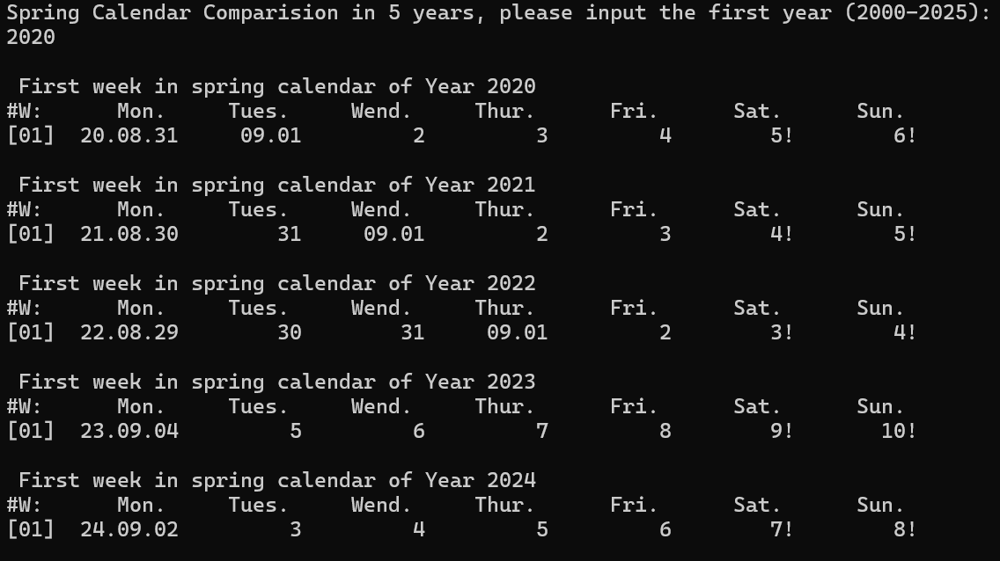 Spring Calendar Comparision in 5 years, please input the first year (2000-2025):
2020
First week in spring calendar of Year 2020
#W: Mon. Tues. Wend. Thur. Fri. Sat. Sun.
[01] 20.08.31 09.01 2 3 4 5! 6!
First week in spring calendar of Year 2021
#W: Mon. Tues. Wend. Thur. Fri. Sat. Sun.
[01] 21.08.30 31 09.01 2 3 4! 5!
First week in spring calendar of Year 2022
#W: Mon. Tues. Wend. Thur. Fri. Sat. Sun.
[01] 22.08.29 30 31 09.01 2 3! 4!
First week in spring calendar of Year 2023
#W: Mon. Tues. Wend. Thur. Fri. Sat. Sun.
[01] 23.09.04 5 6 7 8 9! 10!
First week in spring calendar of Year 2024
#W: Mon. Tues. Wend. Thur. Fri. Sat. Sun.
[01] 24.09.02 3 4 5 6 7! 8!